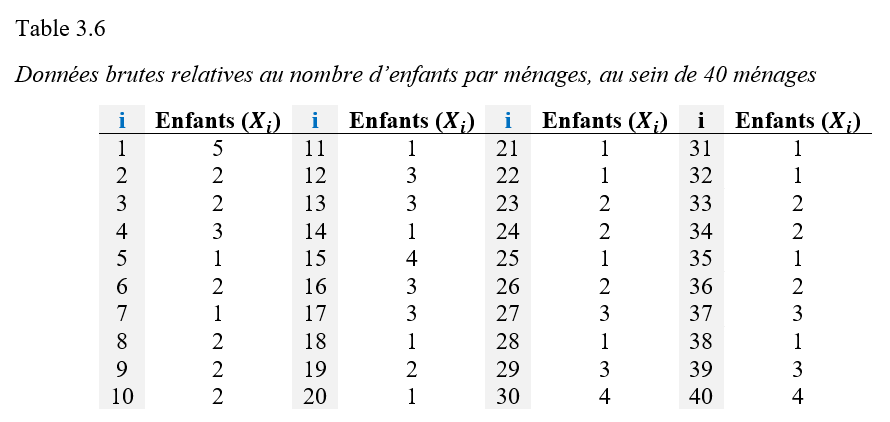 Table 3.6
Données brutes relatives au nombre d’enfants par ménages, au sein de 40 ménages
i Enfants (Xᵢ) i Enfants (Xᵢ) i Enfants (Xᵢ) i Enfants (Xᵢ)
1 5 11 1 21 1 31 1
2 2 12 3 22 1 32 1
3 2 13 3 23 2 33 2
4 3 14 1 24 2 34 2
5 1 15 4 25 1 35 1
6 2 16 3 26 2 36 2
7 1 17 3 27 3 37 3
8 2 18 1 28 1 38 1
9 2 19 2 29 3 39 3
10 2 20 1 30 4 40 4